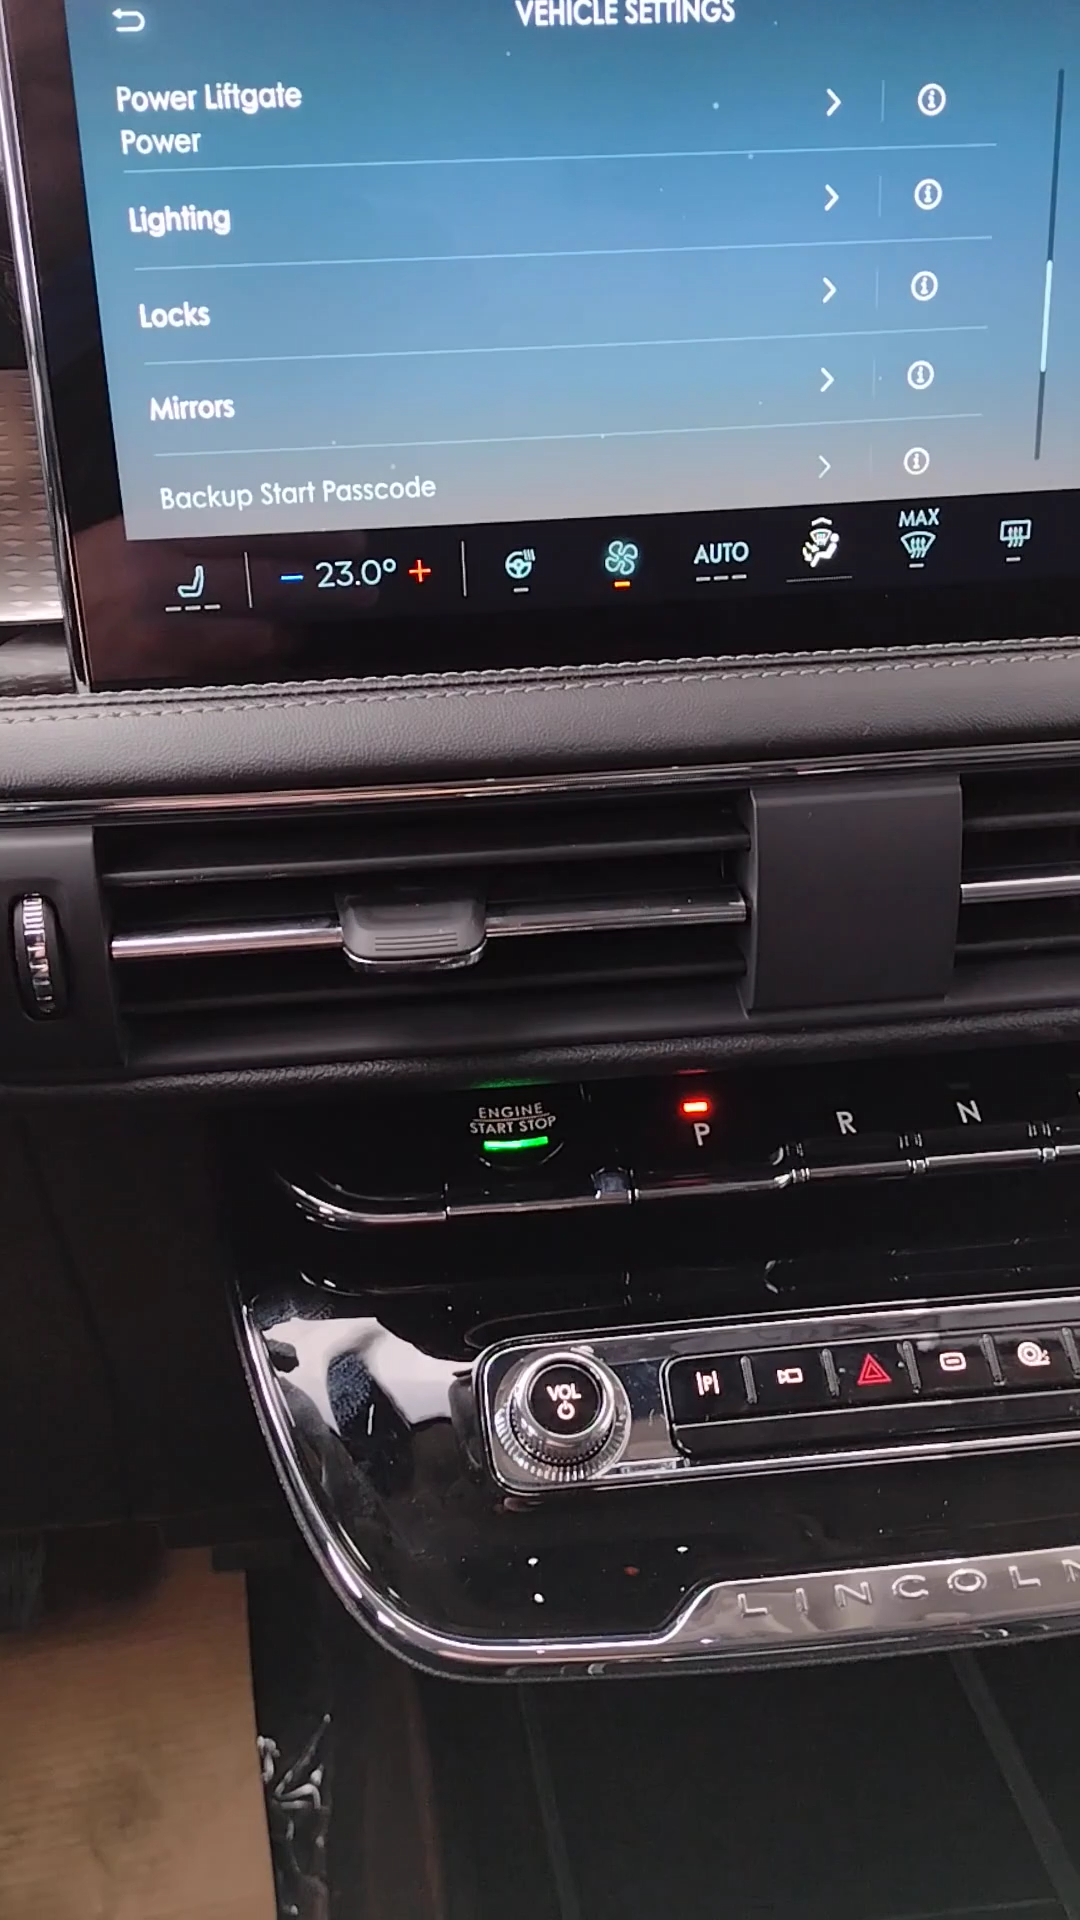 VEHICLE SETTINGS
Power Liftgate
Power
Lighting
Locks
Mirrors
Backup Start Passcode
23.0°
AUTO
MAX
ENGINE
START STOP
P
R
N
VOL
P
LINCOLN